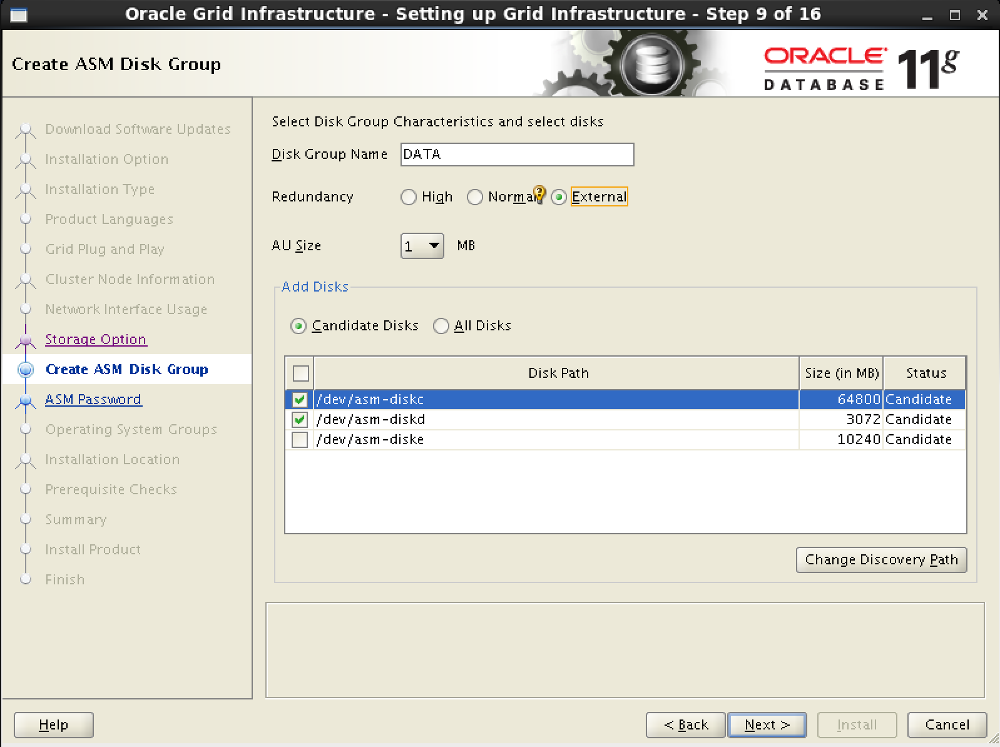 Oracle Grid Infrastructure - Setting up Grid Infrastructure - Step 9 of 16
Create ASM Disk Group
ORACLE
DATABASE
11g
Download Software Updates
Installation Option
Installation Type
Product Languages
Grid Plug and Play
Cluster Node Information
Network Interface Usage
Storage Option
Create ASM Disk Group
ASM Password
Operating System Groups
Installation Location
Prerequisite Checks
Summary
Install Product
Finish
Select Disk Group Characteristics and select disks
Disk Group Name DATA
Redundancy High Normal External
AU Size 1 MB
Add Disks
Candidate Disks All Disks
Disk Path Size (in MB) Status
/dev/asm-diskc 64800 Candidate
/dev/asm-diskd 3072 Candidate
/dev/asm-diske 10240 Candidate
Change Discovery Path
Help < Back Next > Install Cancel